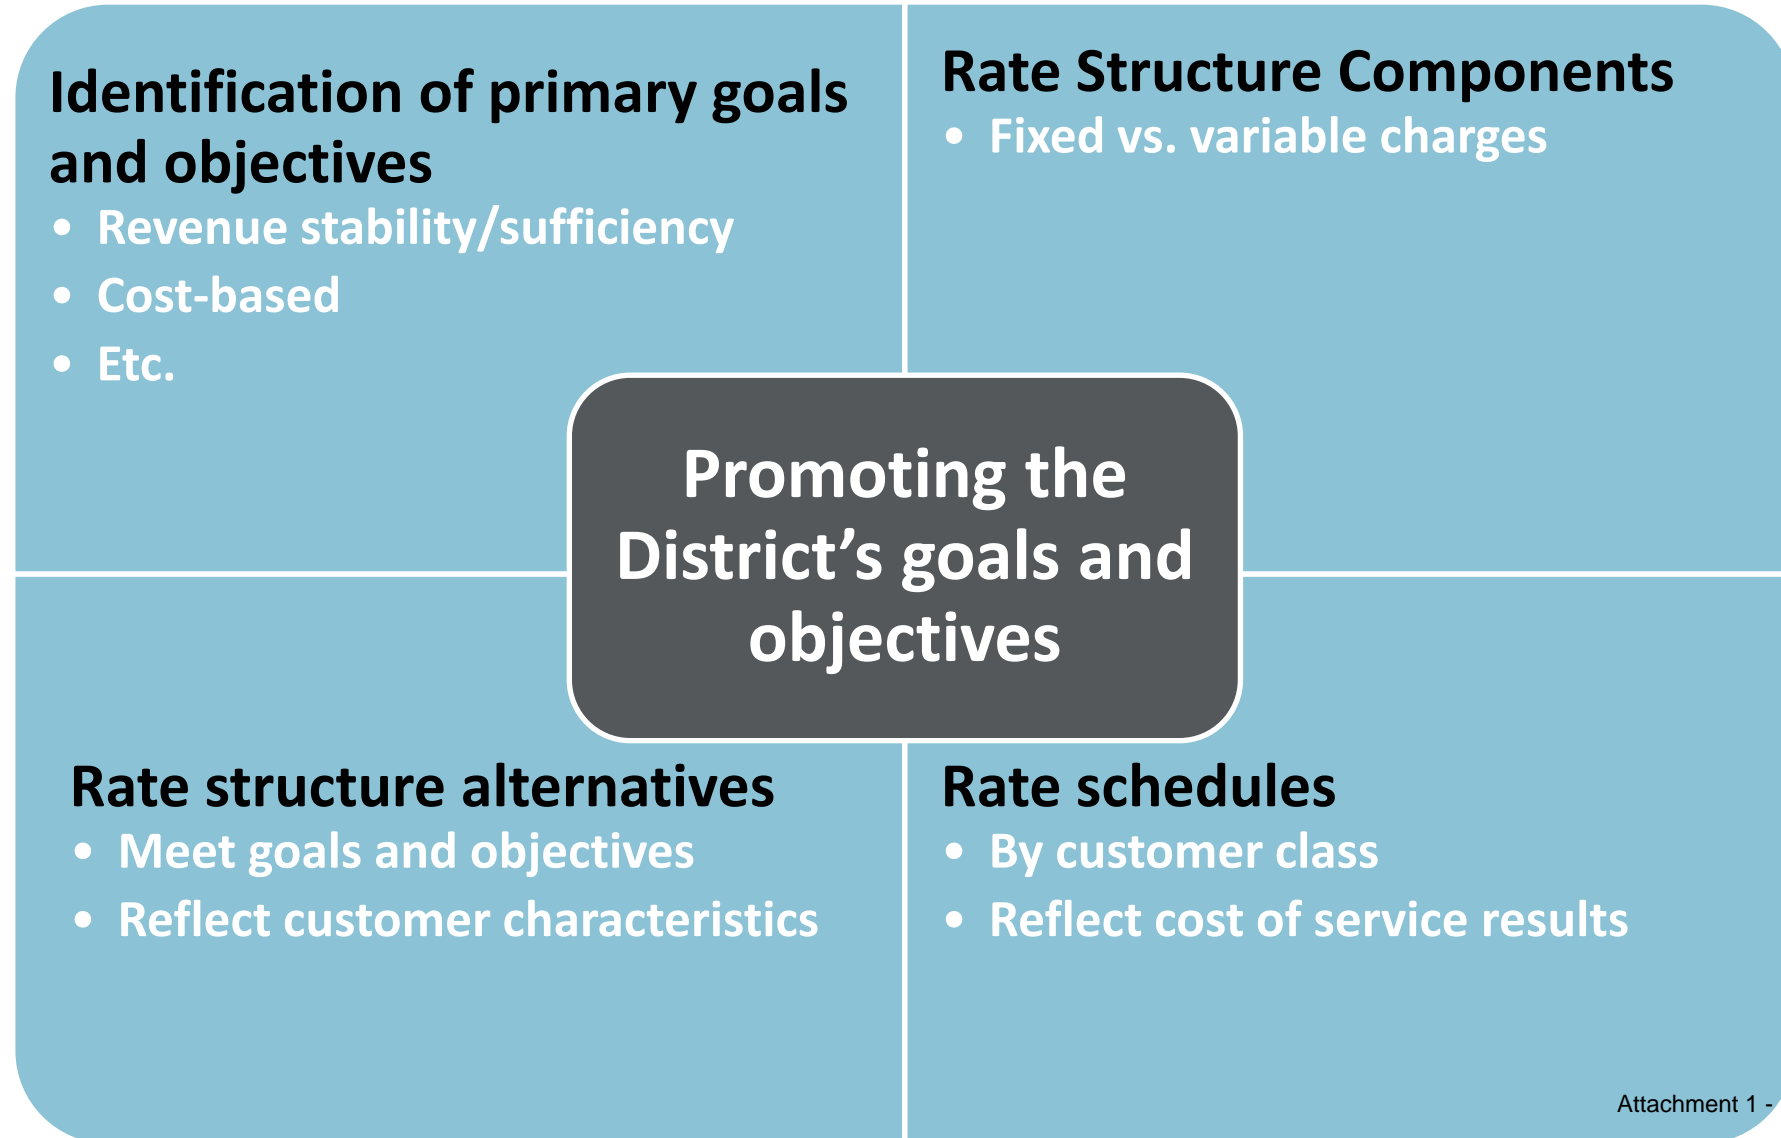 Identification of primary goals
and objectives
• Revenue stability/sufficiency
• Cost-based
• Etc.
Rate Structure Components
• Fixed vs. variable charges
Promoting the
District’s goals and
objectives
Rate structure alternatives
• Meet goals and objectives
• Reflect customer characteristics
Rate schedules
• By customer class
• Reflect cost of service results
Attachment 1 -